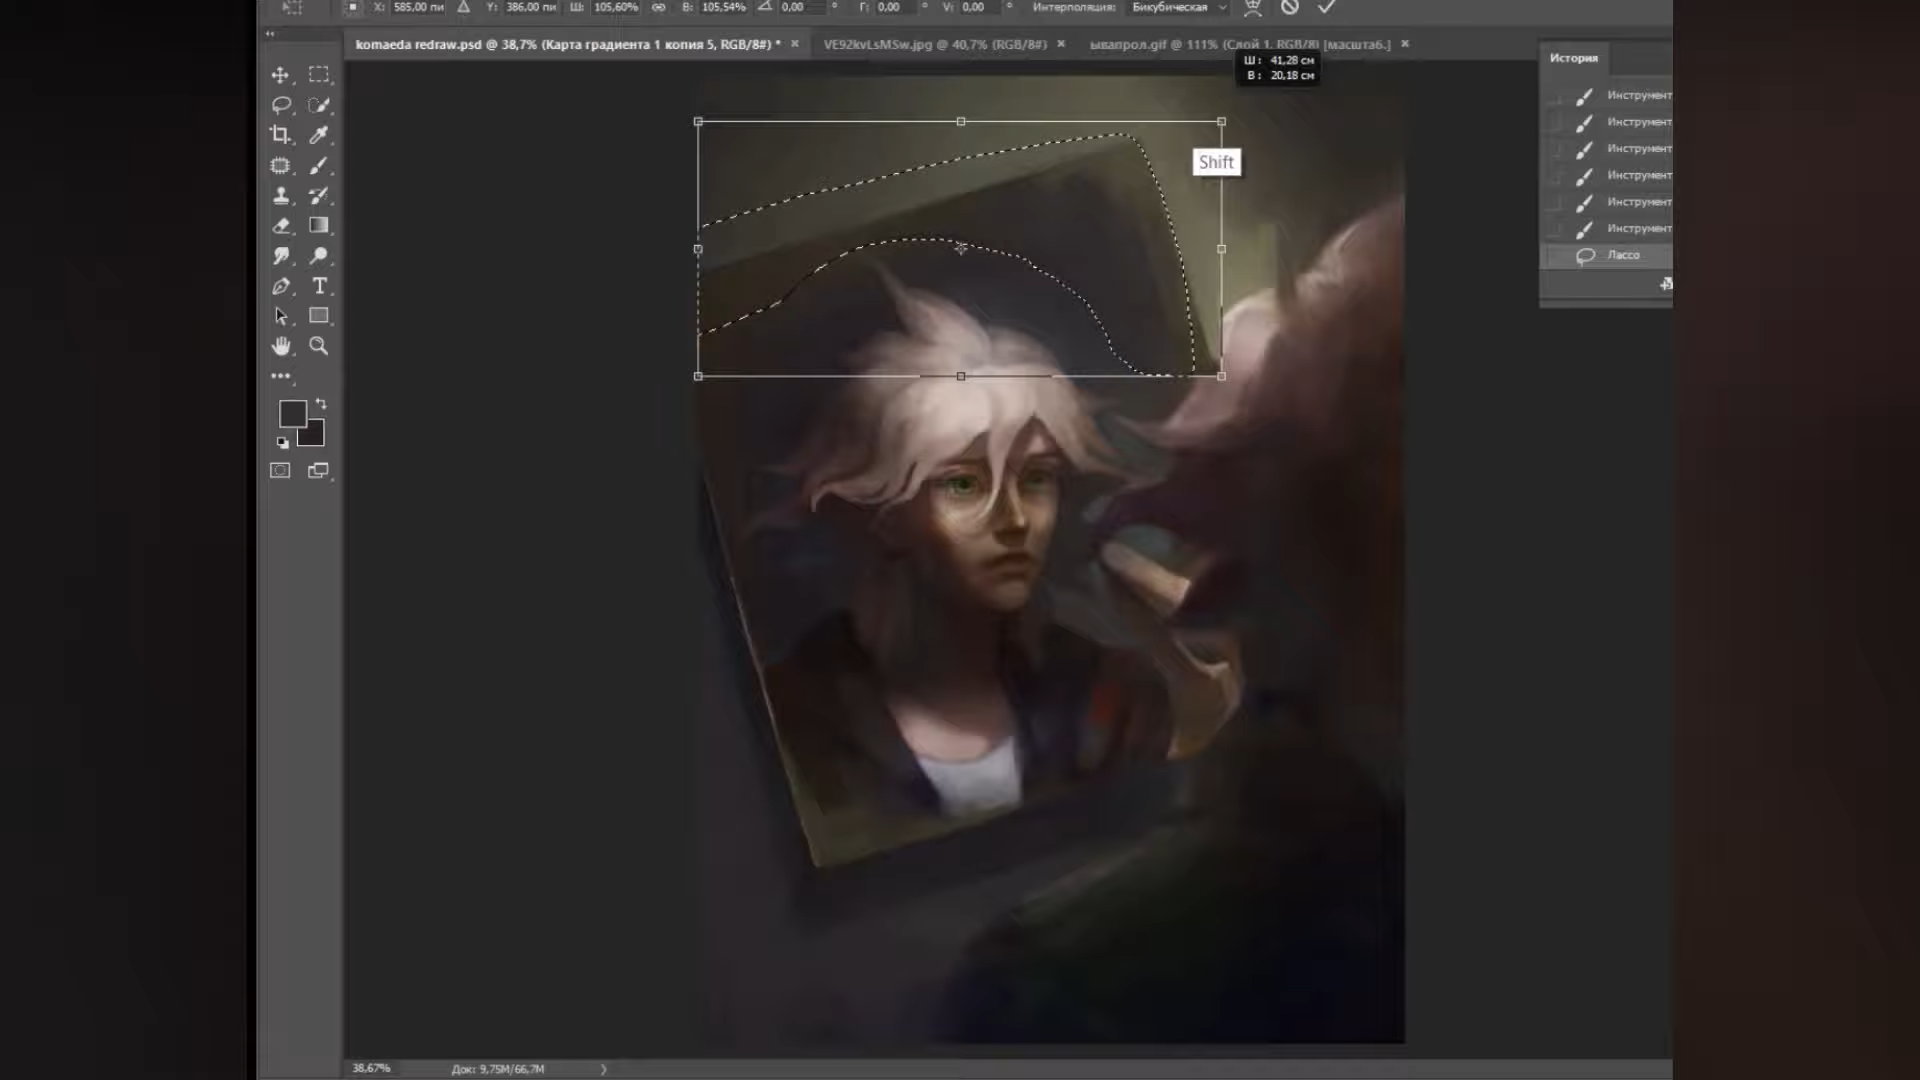 X: 585,00 пи Y: 386,00 пи Ш: 105,60% В: 105,54% 0,00 ° Г: 0,00 ° V: 0,00 ° Интерполяция: Бикубическая
komaeda redraw.psd @ 38,7% (Карта градиента 1 копия 5, RGB/8#) * × VE92kvLsMSw.jpg @ 40,7% (RGB/8#) × ывапрол.gif @ 111% (Слой 1, RGB/8) [масштаб.] ×
Ш: 41,28 см
В: 20,18 см
История
Инструмент
Инструмент
Инструмент
Инструмент
Инструмент
Инструмент
Лассо
Shift
38,67% Док: 9,75M/66,7M